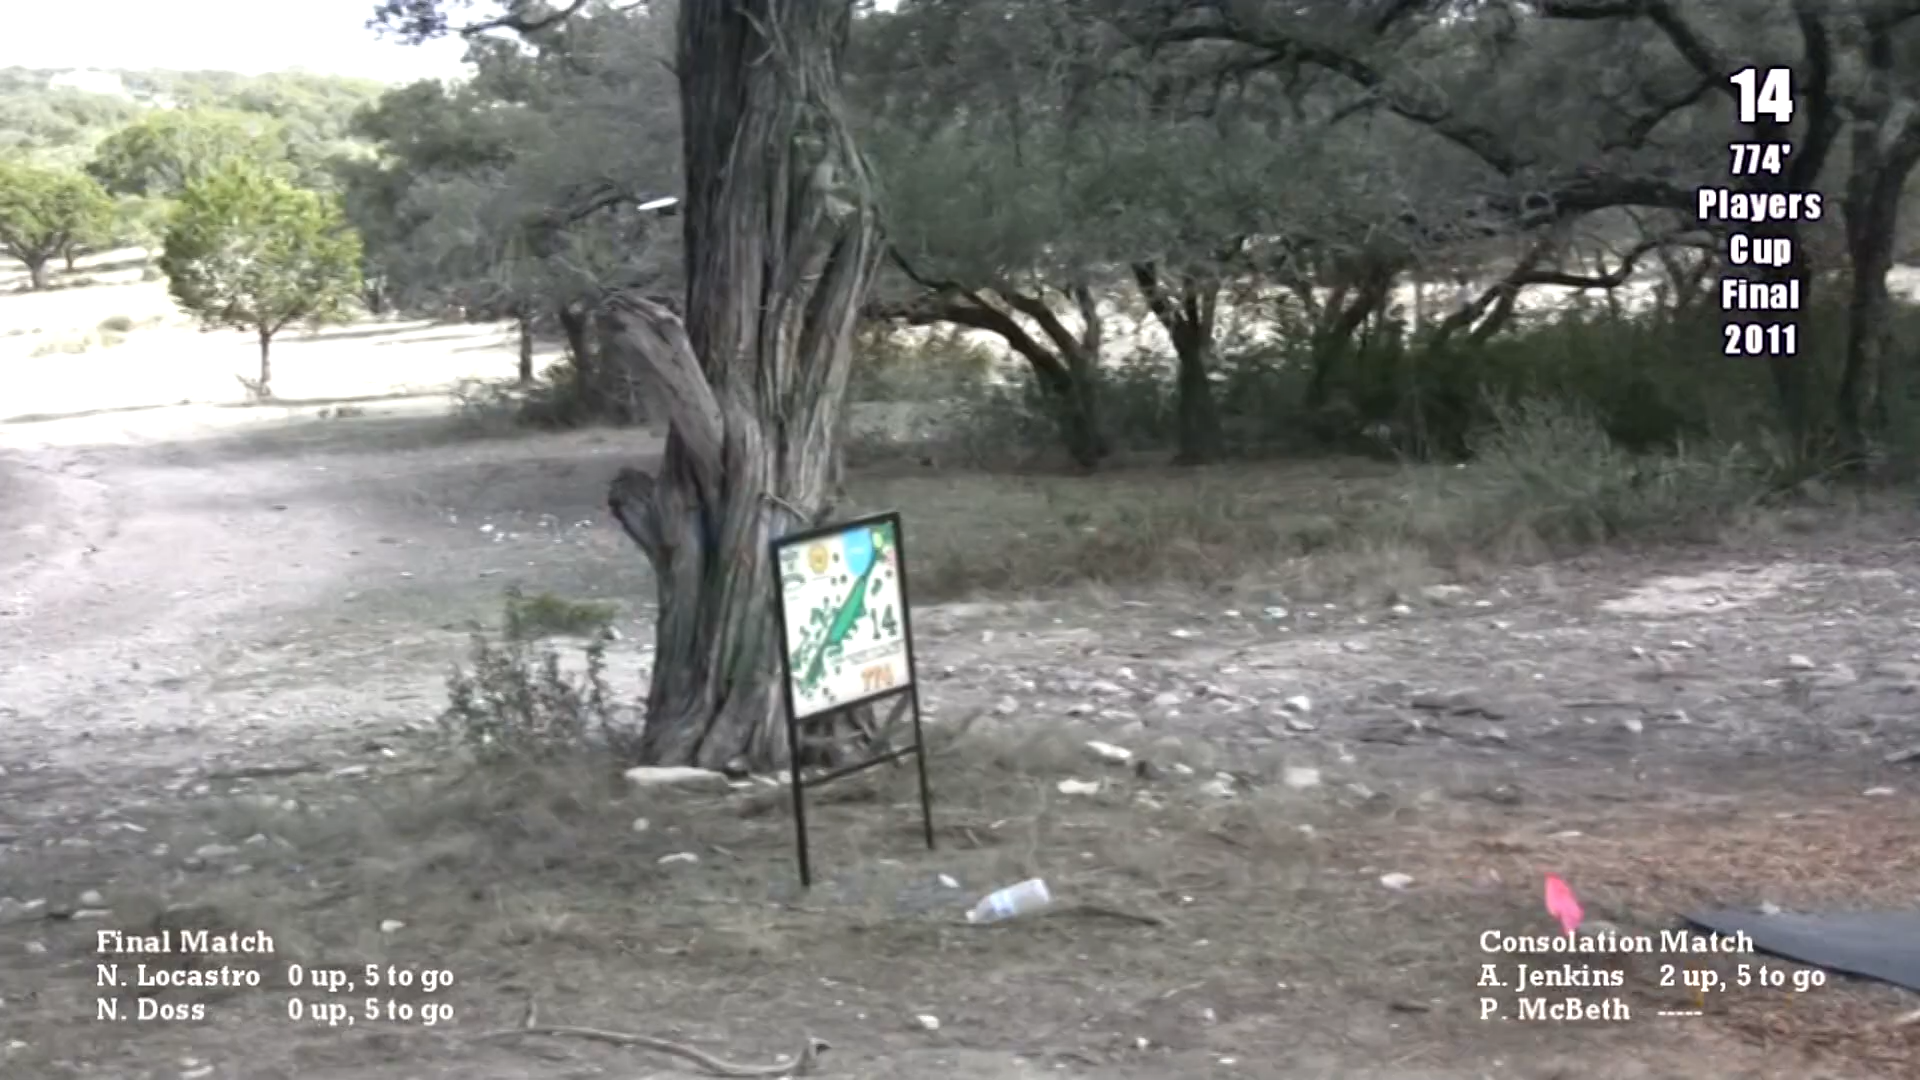 14
774'
Players
Cup
Final
2011
14
774
Final Match
N. Locastro 0 up, 5 to go
N. Doss 0 up, 5 to go
Consolation Match
A. Jenkins 2 up, 5 to go
P. McBeth -----